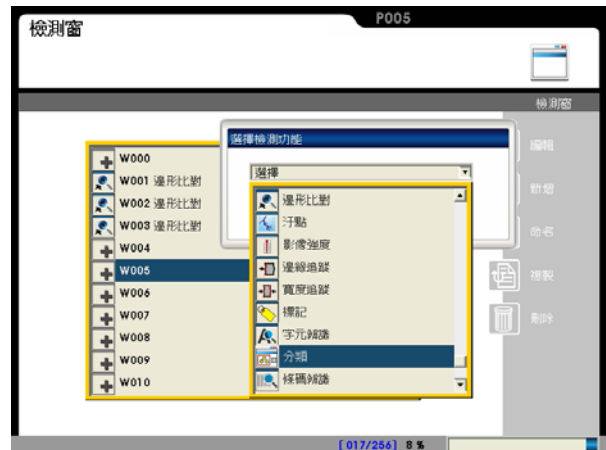 P005
檢測窗
檢測窗
選擇檢測功能
編輯
選擇
W000
W001 邊形比對
邊形比對
新增
W002 邊形比對
汙點
W003 邊形比對
影像強度
命名
W004
邊緣追蹤
W005
複製
寬度追蹤
W006
標記
W007
刪除
字元辨識
W008
分類
W009
條碼辨識
W010
[017/256] 8 %